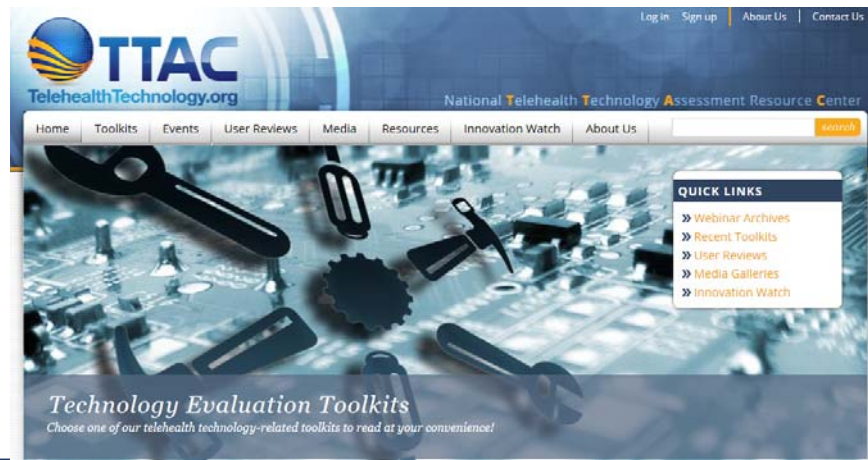 Log in Sign up About Us Contact Us
TTAC
TelehealthTechnology.org
National Telehealth Technology Assessment Resource Center
Home Toolkits Events User Reviews Media Resources Innovation Watch About Us search
QUICK LINKS
» Webinar Archives
» Recent Toolkits
» User Reviews
» Media Galleries
» Innovation Watch
Technology Evaluation Toolkits
Choose one of our telehealth technology-related toolkits to read at your convenience!